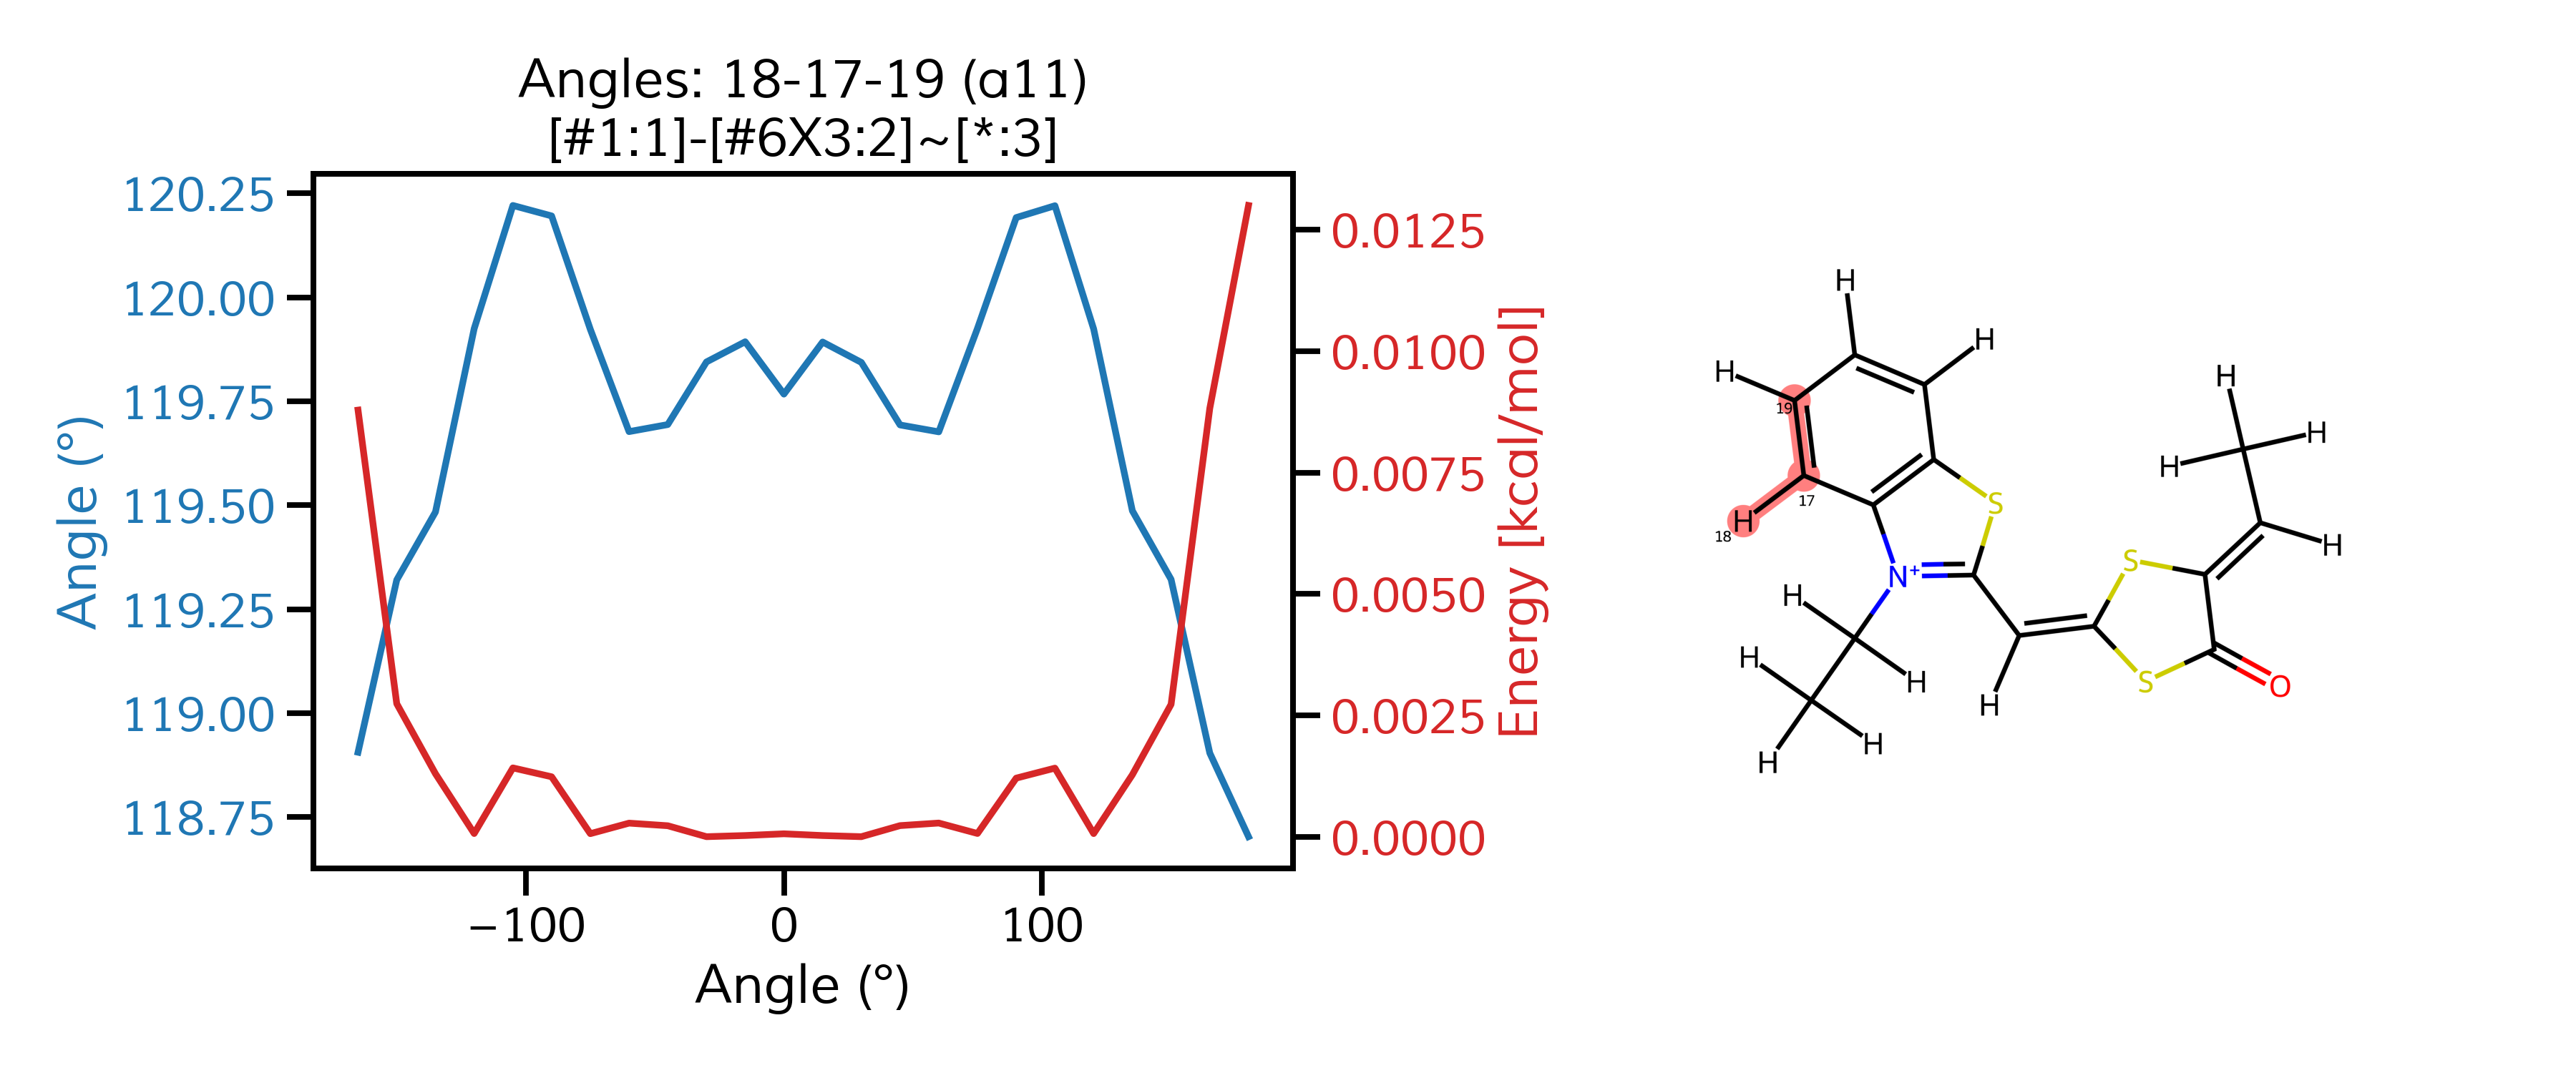 Angles: 18-17-19 (a11)
[#1:1]-[#6X3:2]~[*:3]
120.25
120.00
119.75
119.50
119.25
119.00
118.75
Angle (°)
0.0125
0.0100
0.0075
0.0050
0.0025
0.0000
Energy [kcal/mol]
−100
0
100
Angle (°)
H
H
H
H
19
H
H
H
17
S
H
18
H
S
N+
H
H
S
O
H
H
H
H